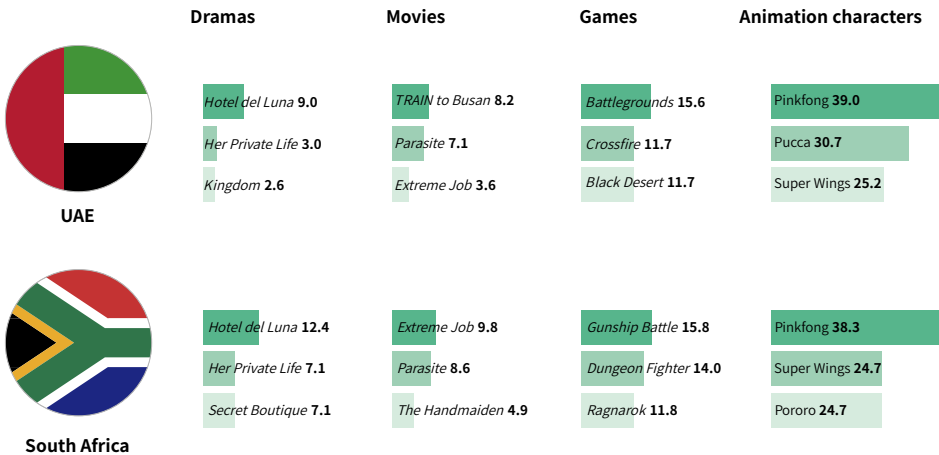 Dramas Movies Games Animation characters
Hotel del Luna 9.0 TRAIN to Busan 8.2 Battlegrounds 15.6 Pinkfong 39.0
Her Private Life 3.0 Parasite 7.1 Crossfire 11.7 Pucca 30.7
Kingdom 2.6 Extreme Job 3.6 Black Desert 11.7 Super Wings 25.2
UAE
Hotel del Luna 12.4 Extreme Job 9.8 Gunship Battle 15.8 Pinkfong 38.3
Her Private Life 7.1 Parasite 8.6 Dungeon Fighter 14.0 Super Wings 24.7
Secret Boutique 7.1 The Handmaiden 4.9 Ragnarok 11.8 Pororo 24.7
South Africa